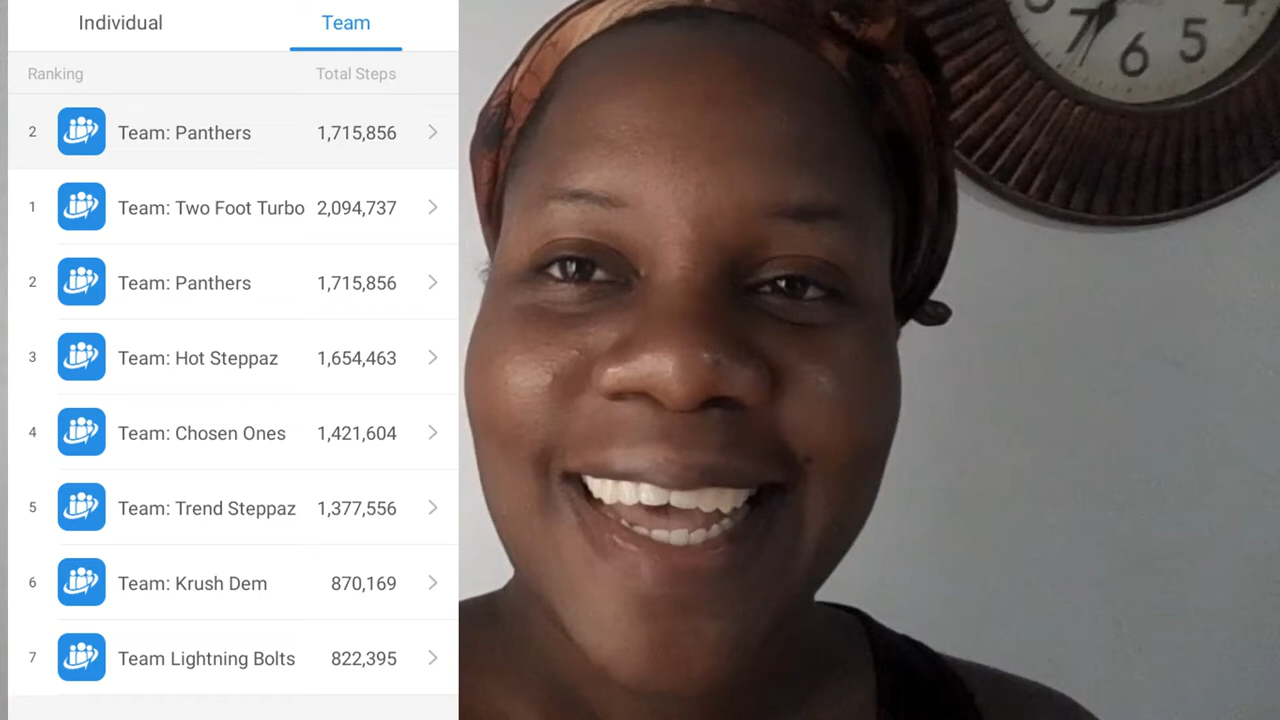 Individual Team
Ranking Total Steps
2 Team: Panthers 1,715,856
1 Team: Two Foot Turbo 2,094,737
2 Team: Panthers 1,715,856
3 Team: Hot Steppaz 1,654,463
4 Team: Chosen Ones 1,421,604
5 Team: Trend Steppaz 1,377,556
6 Team: Krush Dem 870,169
7 Team Lightning Bolts 822,395
7 6 5